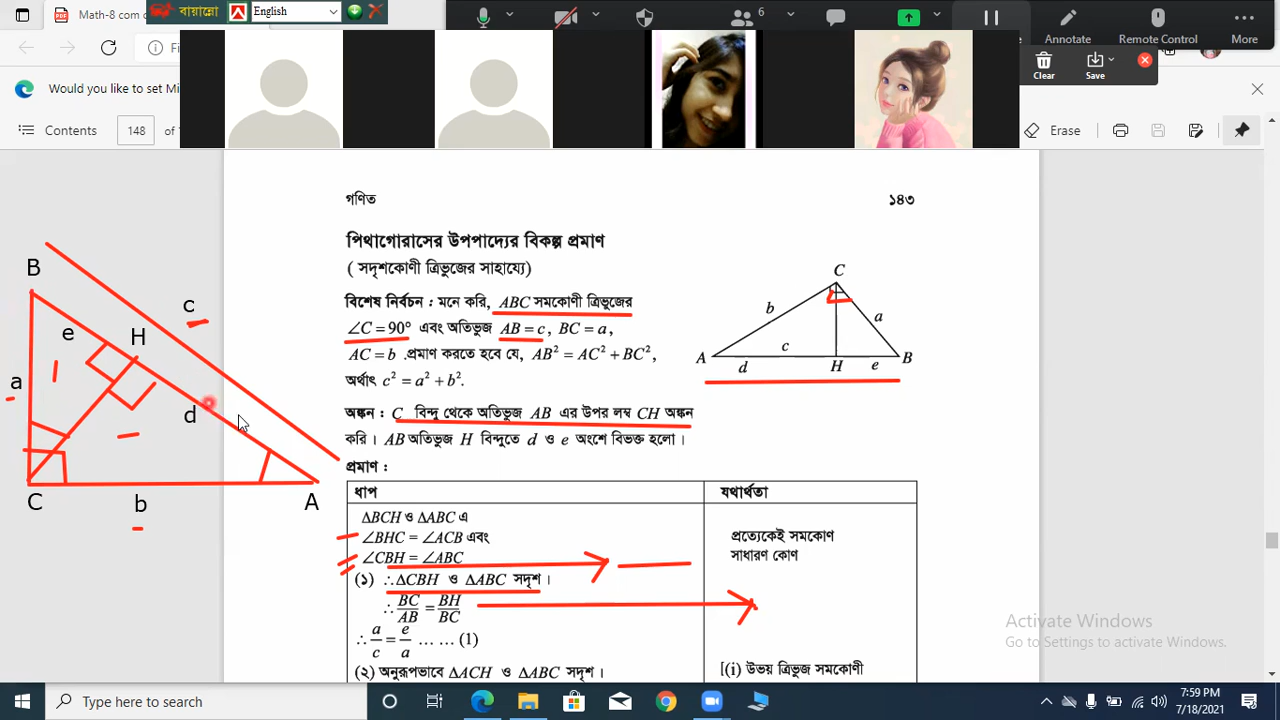 Math-8 com
বায়ান্নো
English
6
Annotate
Remote Control
More
Clear
Save
Would you like to set Mi
Contents
148
of
Erase
গণিত
১৪৩
পিথাগোরাসের উপপাদ্যের বিকল্প প্রমাণ
( সদৃশকোণী ত্রিভুজের সাহায্যে)
বিশেষ নির্বচন : মনে করি, ABC সমকোণী ত্রিভুজের
∠C = 90° এবং অতিভুজ AB = c, BC = a,
AC = b .প্রমাণ করতে হবে যে, AB² = AC² + BC²,
অর্থাৎ c² = a² + b².
C
b
a
c
A
d
H
e
B
B
c
e
H
a
d
C
b
A
অঙ্কন : C বিন্দু থেকে অতিভুজ AB এর উপর লম্ব CH অঙ্কন
করি। AB অতিভুজ H বিন্দুতে d ও e অংশে বিভক্ত হলো।
প্রমাণ :
ধাপ
যথার্থতা
ΔBCH ও ΔABC এ
∠BHC = ∠ACB এবং
প্রত্যেকেই সমকোণ
∠CBH = ∠ABC
সাধারণ কোণ
(১) ∴ΔCBH ও ΔABC সদৃশ।
∴ BC/AB = BH/BC
∴ a/c = e/a … … (1)
(২) অনুরূপভাবে ΔACH ও ΔABC সদৃশ।
[(i) উভয় ত্রিভুজ সমকোণী
Activate Windows
Go to Settings to activate Windows.
Type here to search
7:59 PM
7/18/2021